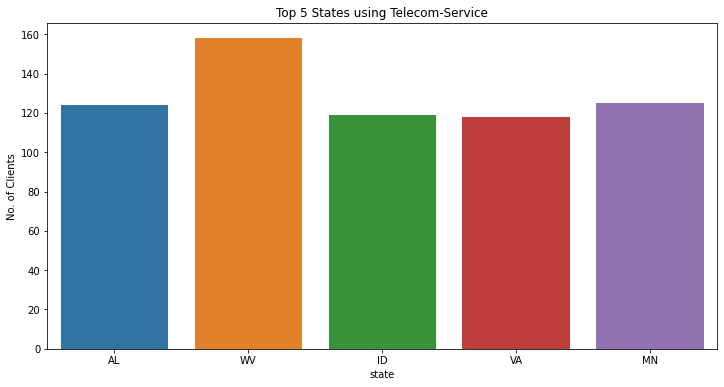 Top 5 States using Telecom-Service
No. of Clients
160
140
120
100
80
60
40
20
0
AL WV ID VA MN
state